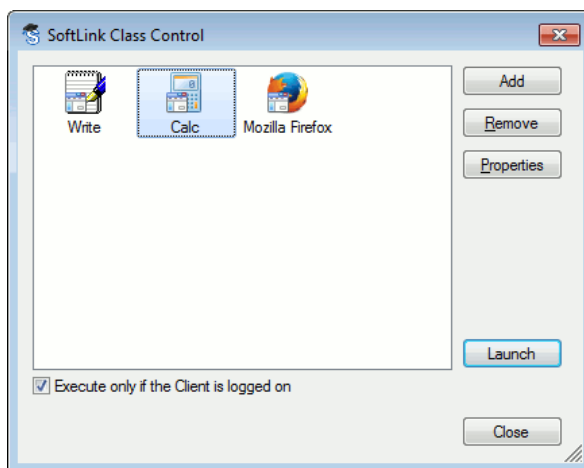 SoftLink Class Control
Write
Calc
Mozilla Firefox
Add
Remove
Properties
Launch
Execute only if the Client is logged on
Close